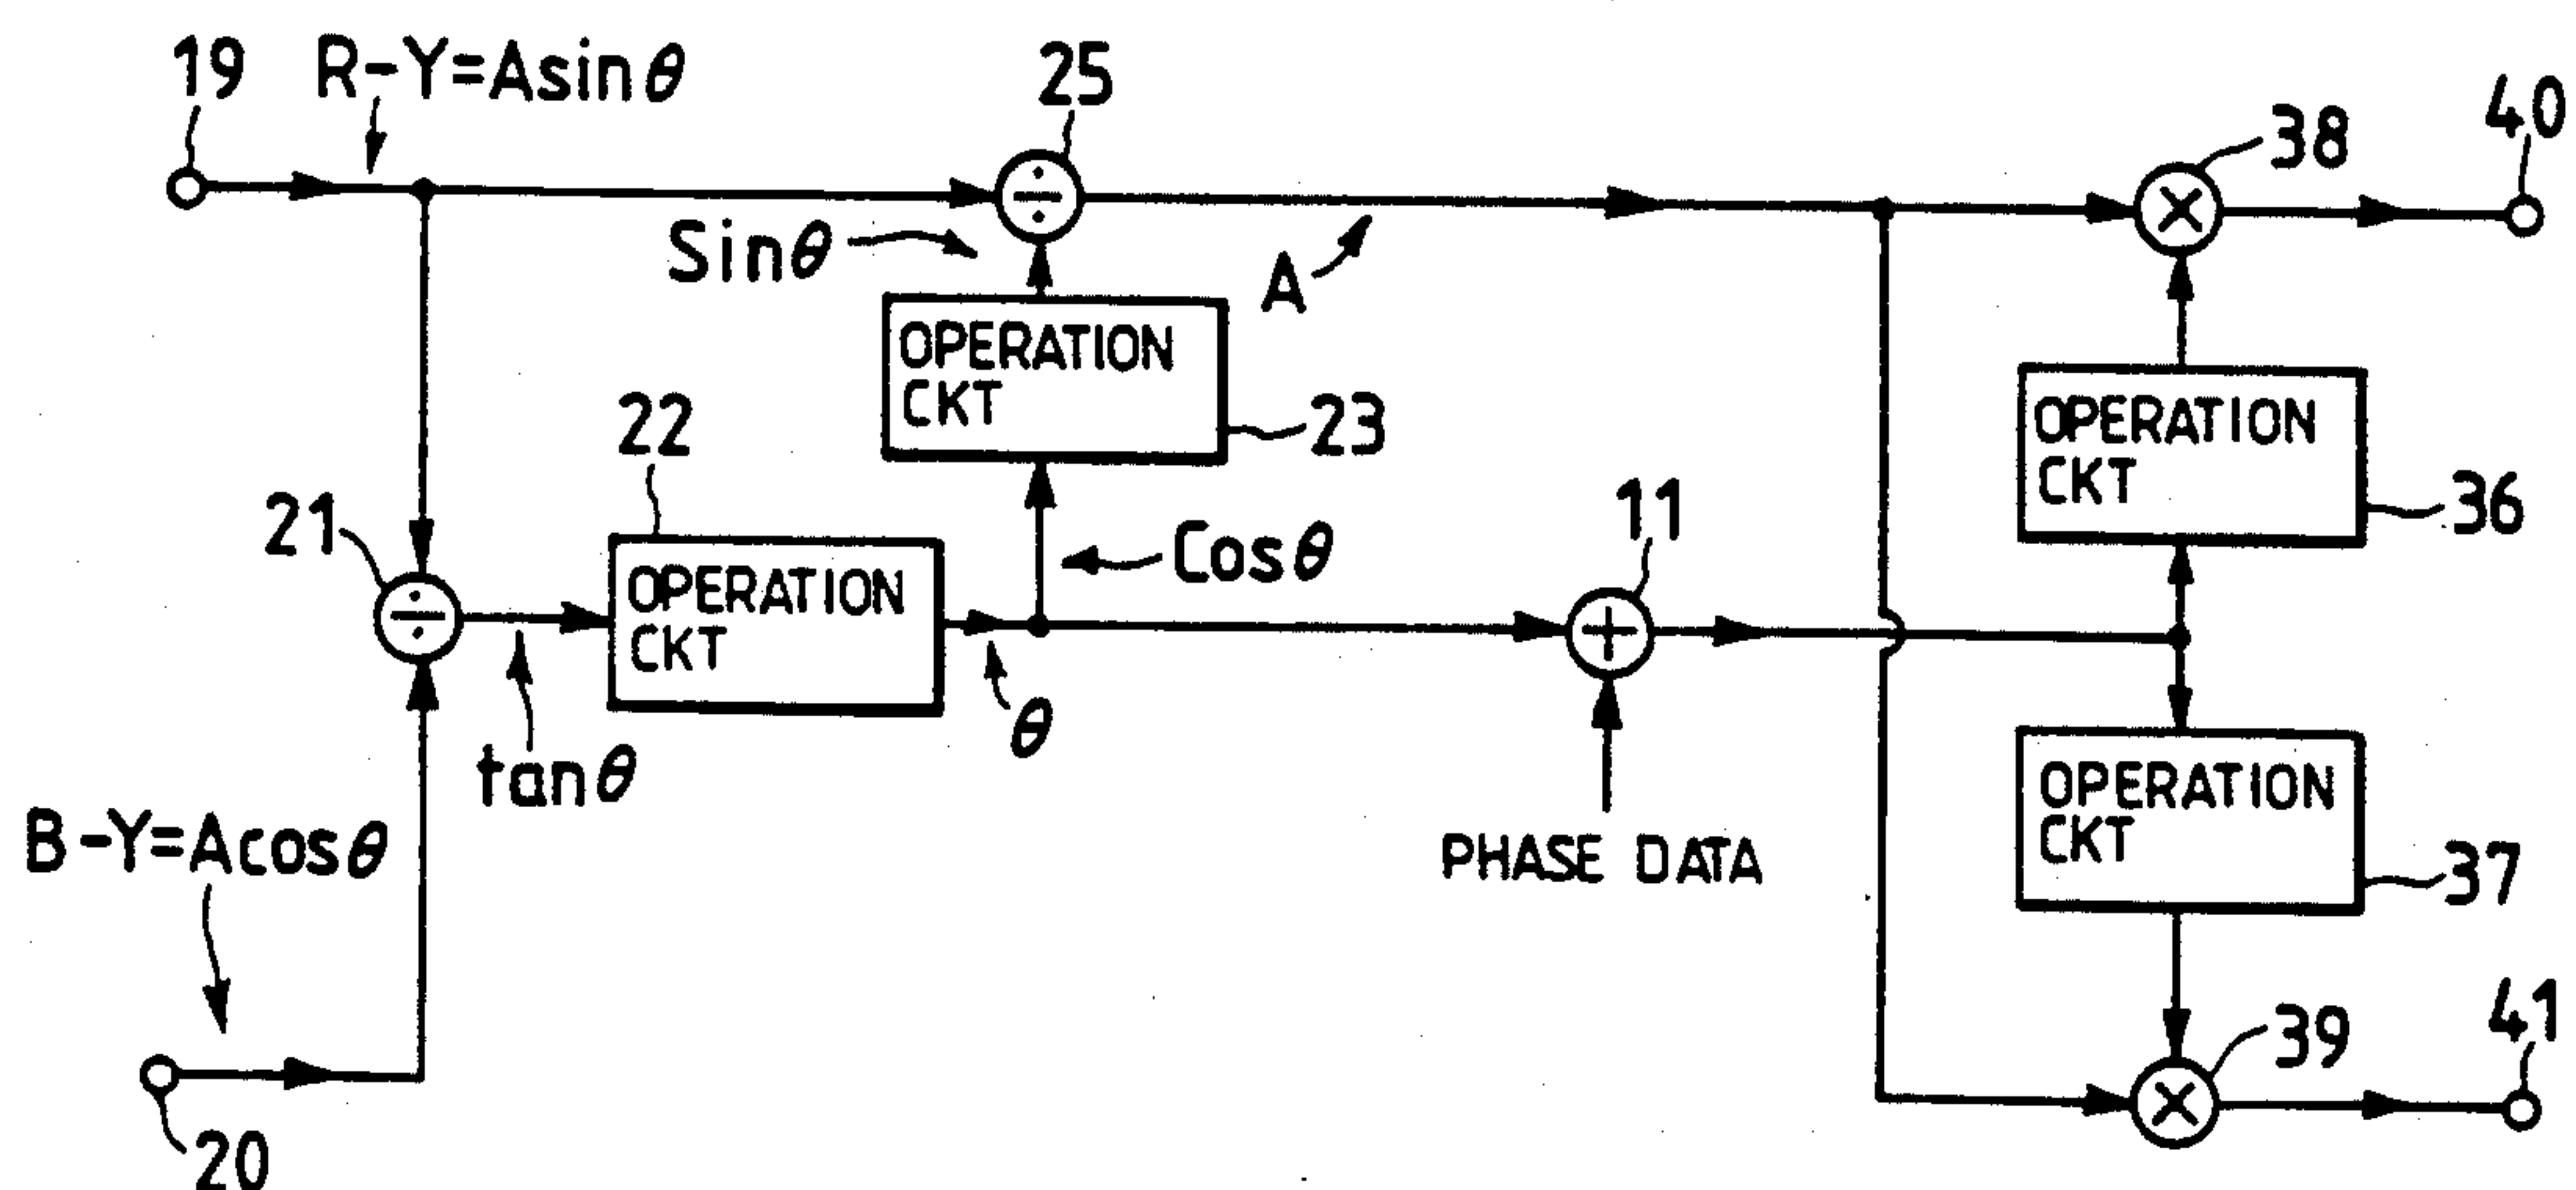 19
R-Y=Asinθ
25
38
40
Sinθ
A
OPERATION
CKT
23
OPERATION
CKT
36
22
21
OPERATION
CKT
Cosθ
11
θ
tanθ
PHASE DATA
OPERATION
CKT
37
B-Y=Acosθ
20
39
41